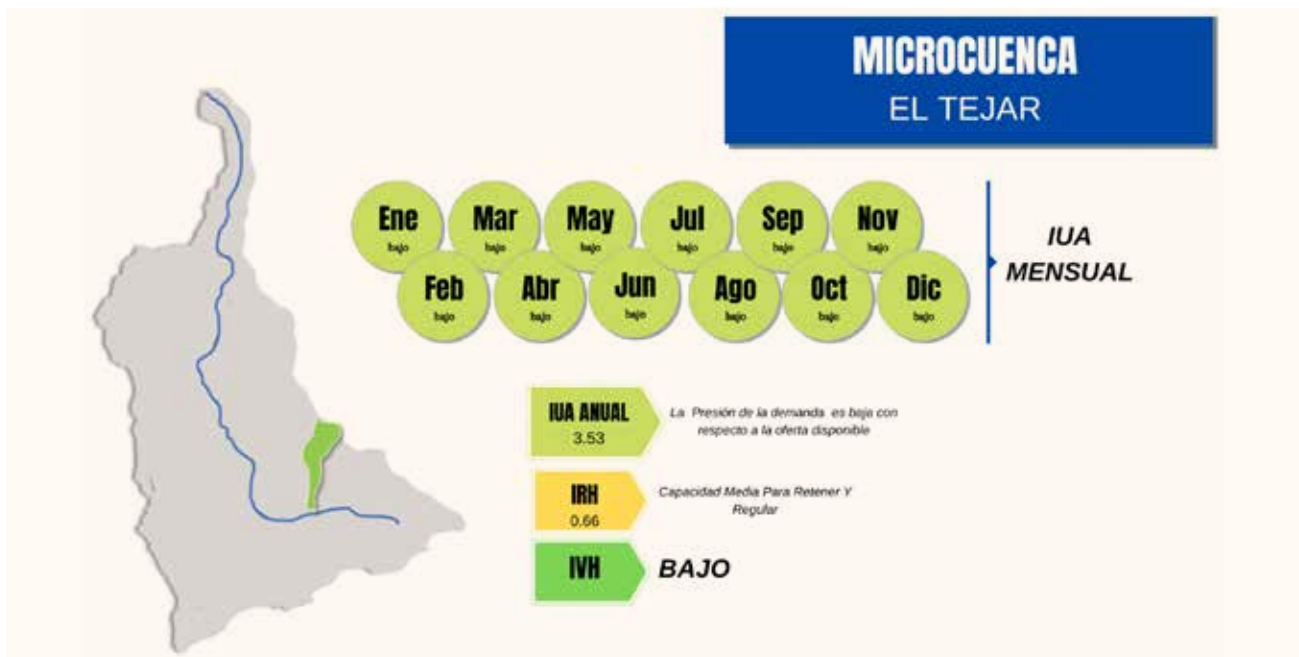 MICROCUENCA
EL TEJAR
Ene
bajo
Mar
bajo
May
bajo
Jul
bajo
Sep
bajo
Nov
bajo
Feb
bajo
Abr
bajo
Jun
bajo
Ago
bajo
Oct
bajo
Dic
bajo
IUA
MENSUAL
IUA ANUAL
3.53
La Presión de la demanda es baja con
respecto a la oferta disponible
IRH
0.66
Capacidad Media Para Retener Y
Regular
IVH
BAJO